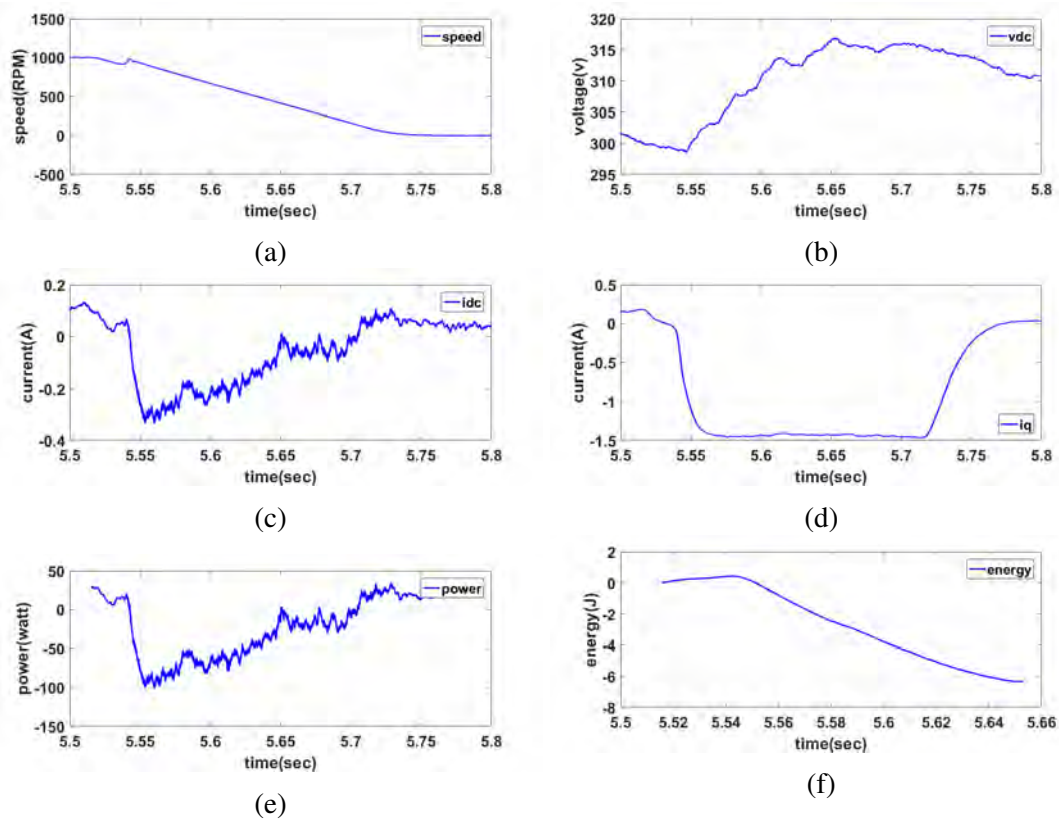 1500
1000
500
0
-500
speed(RPM)
speed
5.5 5.55 5.6 5.65 5.7 5.75 5.8
time(sec)
(a)
320
315
310
305
300
295
voltage(v)
vdc
5.5 5.55 5.6 5.65 5.7 5.75 5.8
time(sec)
(b)
0.2
0
-0.2
-0.4
current(A)
idc
5.5 5.55 5.6 5.65 5.7 5.75 5.8
time(sec)
(c)
0.5
0
-0.5
-1
-1.5
current(A)
iq
5.5 5.55 5.6 5.65 5.7 5.75 5.8
time(sec)
(d)
50
0
-50
-100
-150
power(watt)
power
5.5 5.55 5.6 5.65 5.7 5.75 5.8
time(sec)
(e)
2
0
-2
-4
-6
-8
energy(J)
energy
5.5 5.52 5.54 5.56 5.58 5.6 5.62 5.64 5.66
time(sec)
(f)